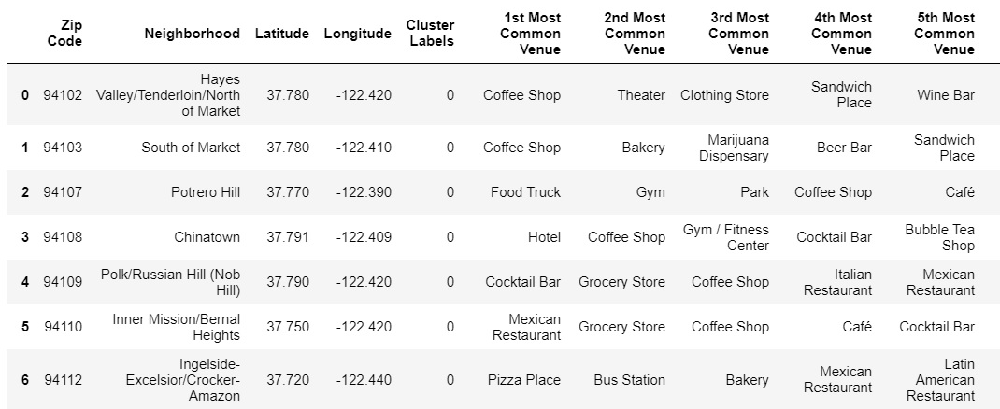 Zip Code Neighborhood Latitude Longitude Cluster Labels 1st Most Common Venue 2nd Most Common Venue 3rd Most Common Venue 4th Most Common Venue 5th Most Common Venue
0 94102 Hayes Valley/Tenderloin/North of Market 37.780 -122.420 0 Coffee Shop Theater Clothing Store Sandwich Place Wine Bar
1 94103 South of Market 37.780 -122.410 0 Coffee Shop Bakery Marijuana Dispensary Beer Bar Sandwich Place
2 94107 Potrero Hill 37.770 -122.390 0 Food Truck Gym Park Coffee Shop Café
3 94108 Chinatown 37.791 -122.409 0 Hotel Coffee Shop Gym / Fitness Center Cocktail Bar Bubble Tea Shop
4 94109 Polk/Russian Hill (Nob Hill) 37.790 -122.420 0 Cocktail Bar Grocery Store Coffee Shop Italian Restaurant Mexican Restaurant
5 94110 Inner Mission/Bernal Heights 37.750 -122.420 0 Mexican Restaurant Grocery Store Coffee Shop Café Cocktail Bar
6 94112 Ingelside-Excelsior/Crocker-Amazon 37.720 -122.440 0 Pizza Place Bus Station Bakery Mexican Restaurant Latin American Restaurant